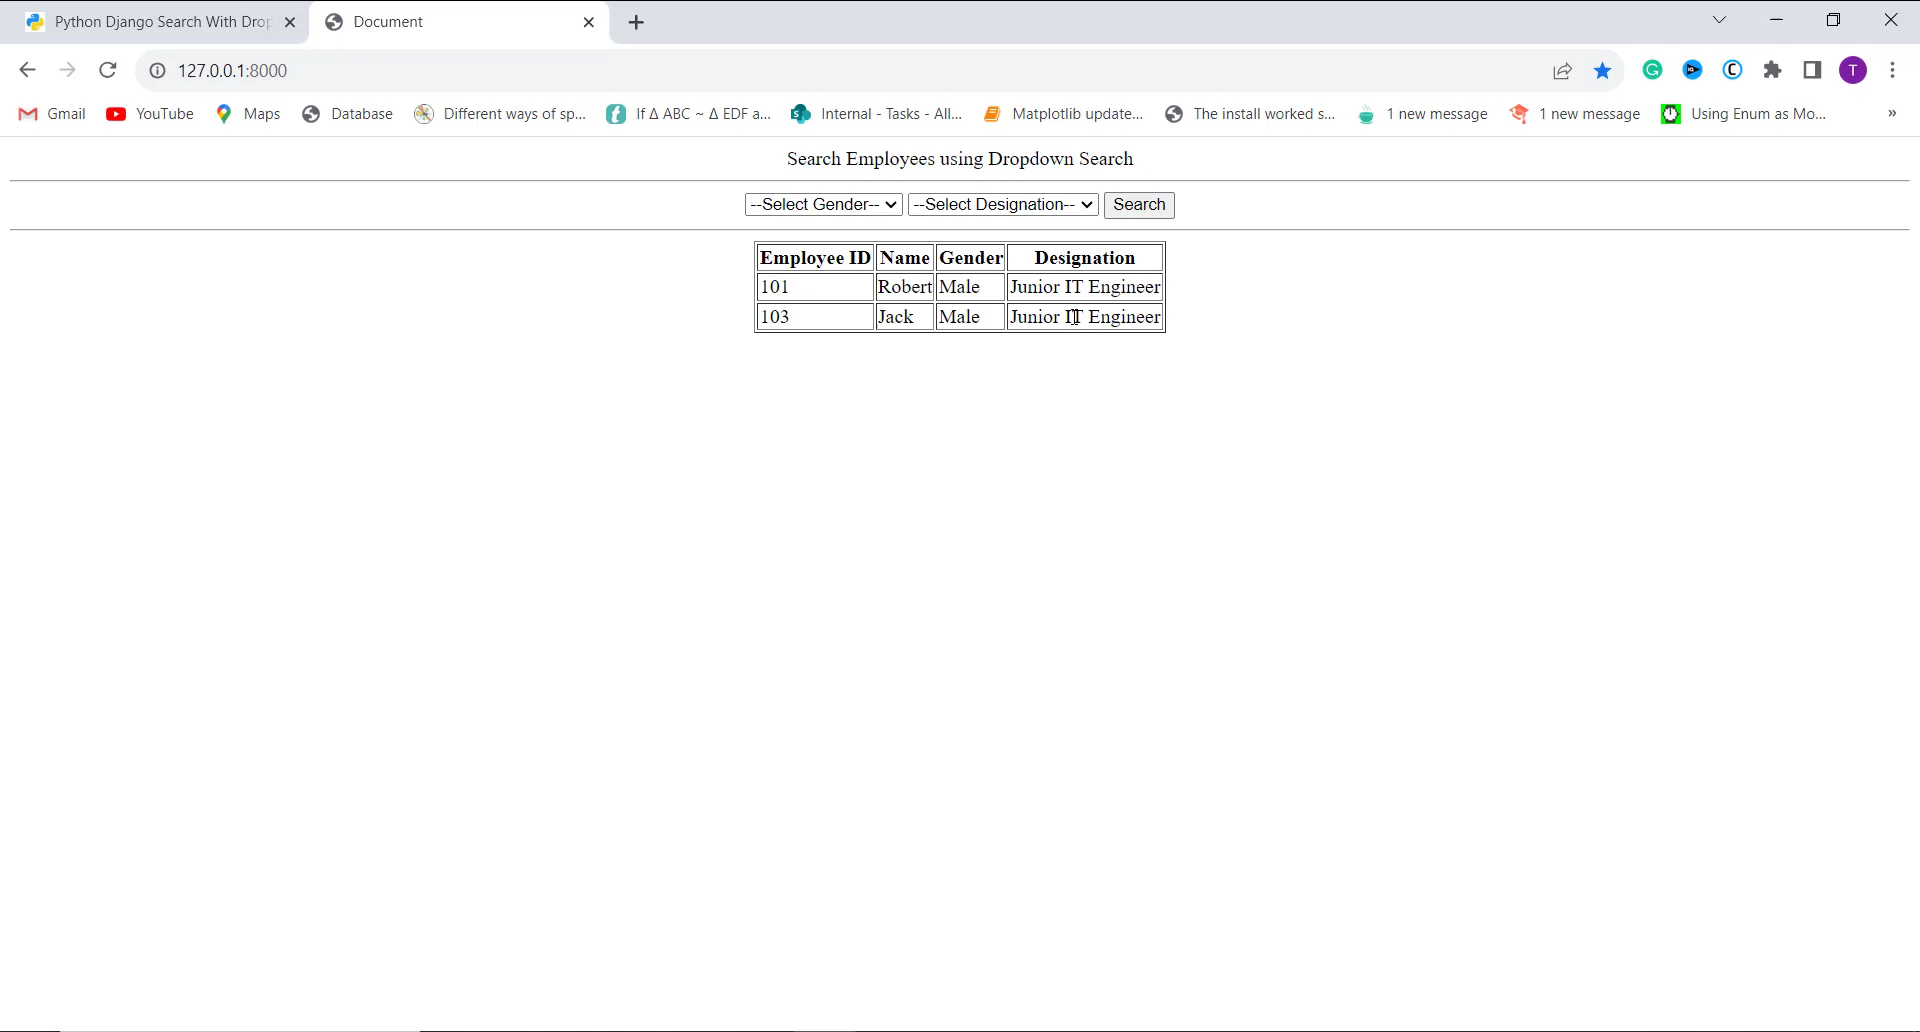 Python Django Search With Drop
Document
127.0.0.1:8000
T
Gmail YouTube Maps Database Different ways of sp... If Δ ABC ~ Δ EDF a... Internal - Tasks - All... Matplotlib update... The install worked s... 1 new message 1 new message Using Enum as Mo... »
Search Employees using Dropdown Search
--Select Gender-- --Select Designation-- Search
Employee ID Name Gender Designation
101 Robert Male Junior IT Engineer
103 Jack Male Junior IT Engineer